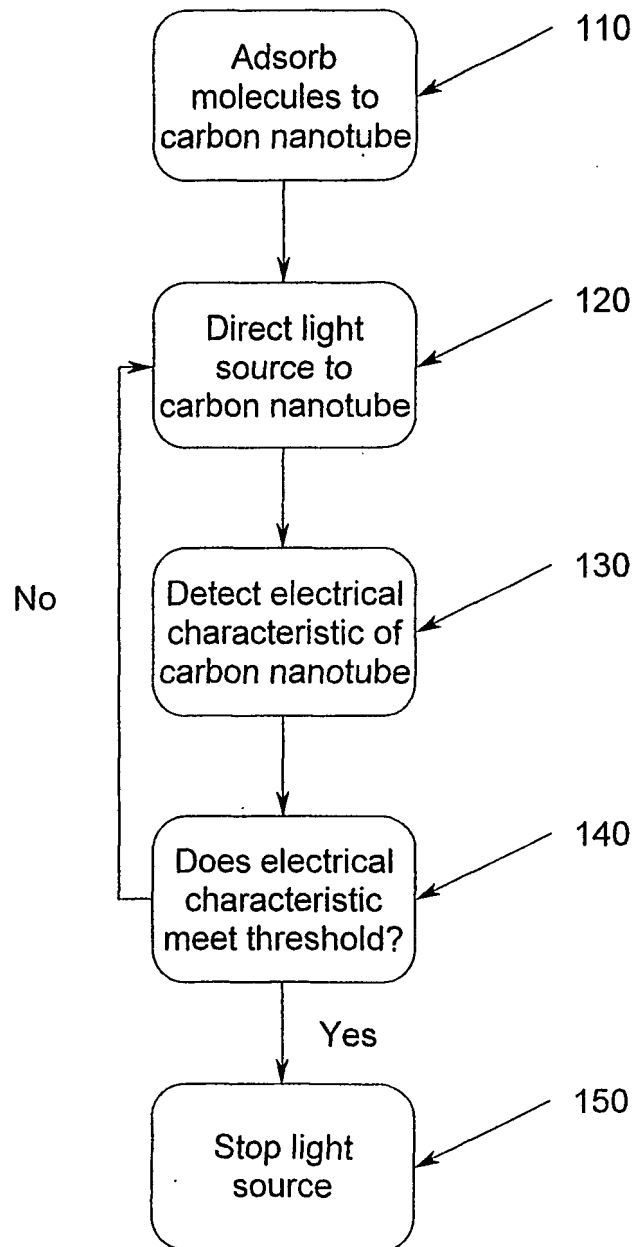 110
Adsorb
molecules to
carbon nanotube
120
Direct light
source to
carbon nanotube
130
No
Detect electrical
characteristic of
carbon nanotube
140
Does electrical
characteristic
meet threshold?
Yes
150
Stop light
source